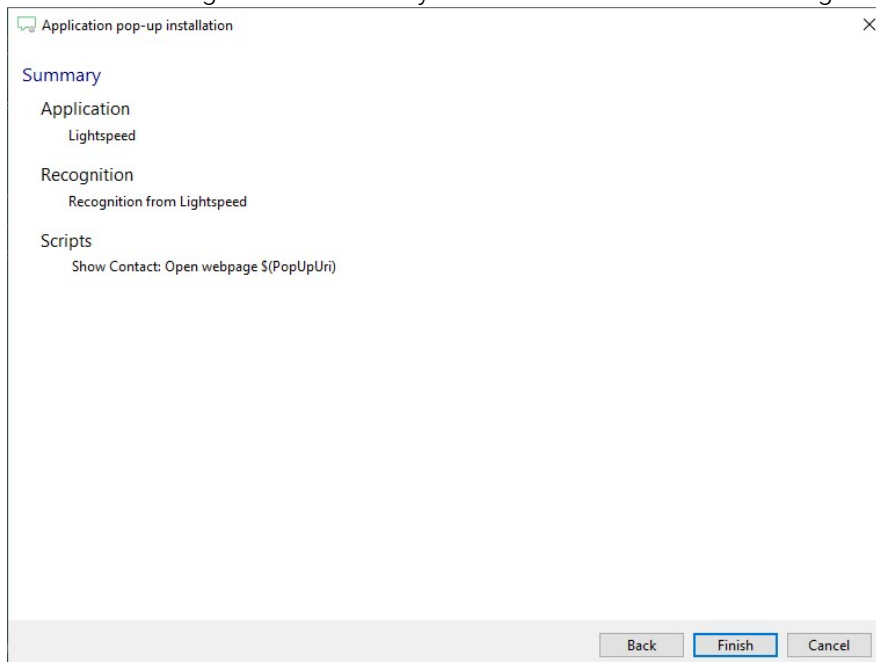 Application pop-up installation
Summary
Application
Lightspeed
Recognition
Recognition from Lightspeed
Scripts
Show Contact: Open webpage $(PopUpUri)
Back Finish Cancel